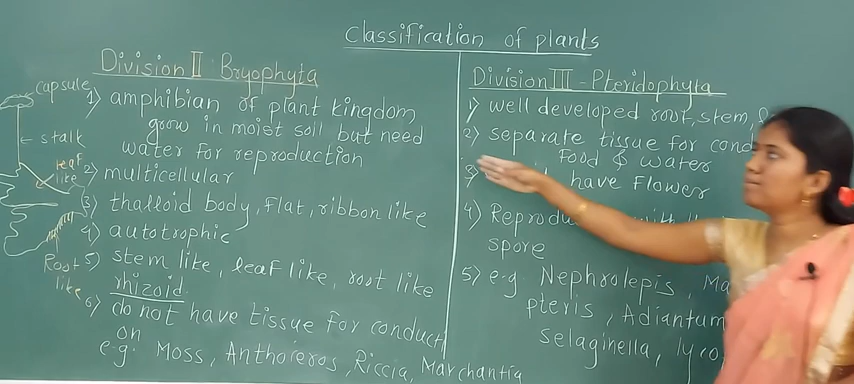 Classification of plants
Division II Bryophyta
1) amphibian of plant kingdom,
grow in moist soil but need
water for reproduction
2) multicellular
3) thalloid body, flat, ribbon like
4) autotrophic
5) stem like, leaf like, root like
rhizoid
6) do not have tissue for conducti
on
e.g. Moss, Anthoceros, Riccia, Marchantia
capsule
stalk
leaf
like
Root
like
Division III - Pteridophyta
1) well developed root, stem,
2) separate tissue for cond
Food & water
3) have Flower
4) Reprodu
spore
5) e.g. Nephrolepis, Ma
pteris, Adiantum
Selaginella, lyco